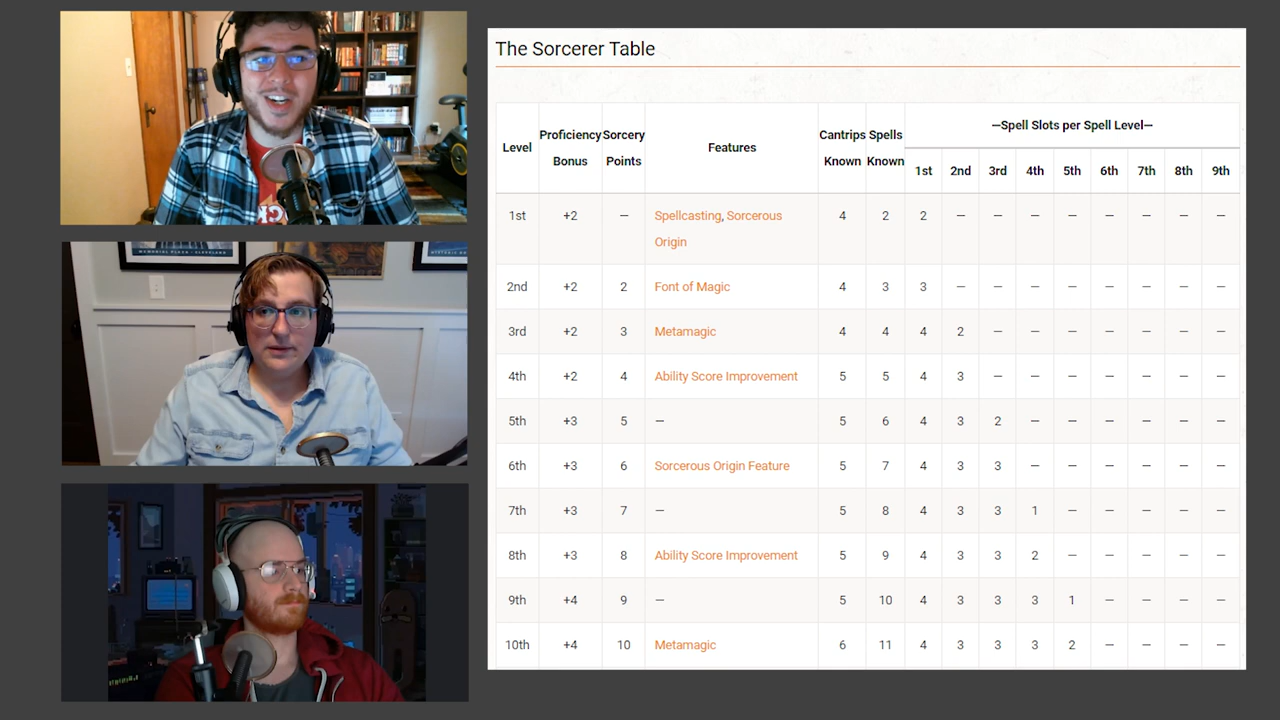 The Sorcerer Table
Level Proficiency Bonus Sorcery Points Features Cantrips Known Spells Known —Spell Slots per Spell Level—
1st 2nd 3rd 4th 5th 6th 7th 8th 9th
1st +2 — Spellcasting, Sorcerous Origin 4 2 2 — — — — — — — —
2nd +2 2 Font of Magic 4 3 3 — — — — — — — —
3rd +2 3 Metamagic 4 4 4 2 — — — — — — —
4th +2 4 Ability Score Improvement 5 5 4 3 — — — — — — —
5th +3 5 — 5 6 4 3 2 — — — — — —
6th +3 6 Sorcerous Origin Feature 5 7 4 3 3 — — — — — —
7th +3 7 — 5 8 4 3 3 1 — — — — —
8th +3 8 Ability Score Improvement 5 9 4 3 3 2 — — — — —
9th +4 9 — 5 10 4 3 3 3 1 — — — —
10th +4 10 Metamagic 6 11 4 3 3 3 2 — — — —